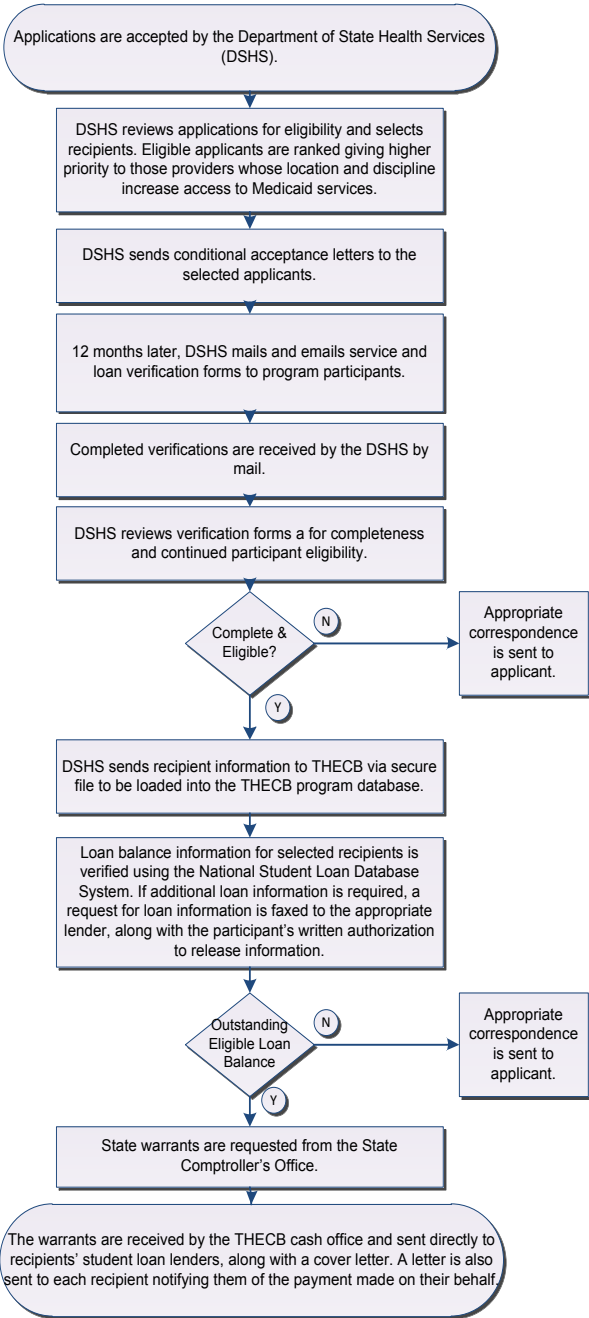 Applications are accepted by the Department of State Health Services
(DSHS).
DSHS reviews applications for eligibility and selects
recipients. Eligible applicants are ranked giving higher
priority to those providers whose location and discipline
increase access to Medicaid services.
DSHS sends conditional acceptance letters to the
selected applicants.
12 months later, DSHS mails and emails service and
loan verification forms to program participants.
Completed verifications are received by the DSHS by
mail.
DSHS reviews verification forms a for completeness
and continued participant eligibility.
Complete &
Eligible?
N
Appropriate
correspondence
is sent to
applicant.
Y
DSHS sends recipient information to THECB via secure
file to be loaded into the THECB program database.
Loan balance information for selected recipients is
verified using the National Student Loan Database
System. If additional loan information is required, a
request for loan information is faxed to the appropriate
lender, along with the participant's written authorization
to release information.
Outstanding
Eligible Loan
Balance
N
Appropriate
correspondence
is sent to
applicant.
Y
State warrants are requested from the State
Comptroller's Office.
The warrants are received by the THECB cash office and sent directly to
recipients' student loan lenders, along with a cover letter. A letter is also
sent to each recipient notifying them of the payment made on their behalf.